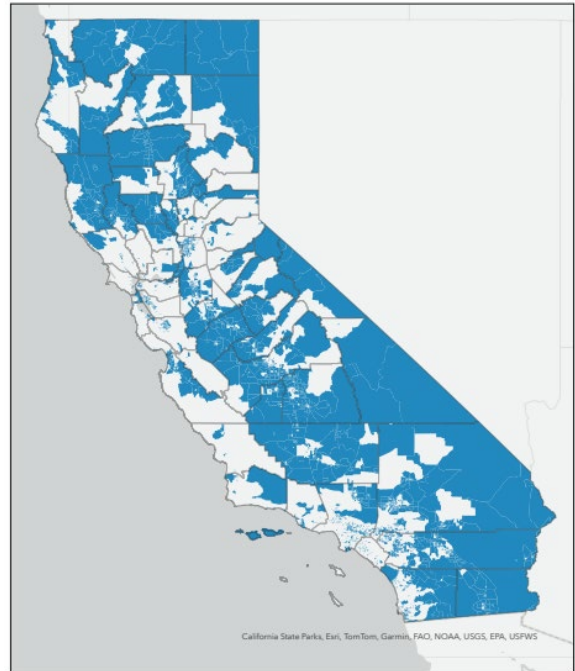 California State Parks, Esri, TomTom, Garmin, FAO, NOAA, USGS, EPA, USFWS